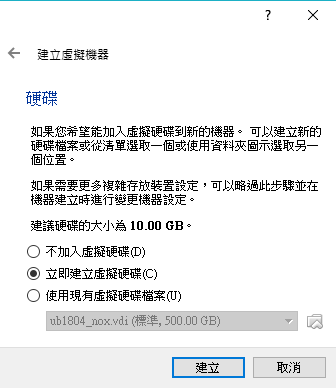 ?
建立虛擬機器
硬碟
如果您希望能加入虛擬硬碟到新的機器。 可以建立新的
硬碟檔案或從清單選取一個或使用資料夾圖示選取另一
個位置。
如果需要更多複雜存放裝置設定，可以略過此步驟並在
機器建立時進行變更機器設定。
建議硬碟的大小為 10.00 GB。
不加入虛擬硬碟(D)
立即建立虛擬硬碟(C)
使用現有虛擬硬碟檔案(U)
ub1804_nox.vdi (標準, 500.00 GB)
建立
取消